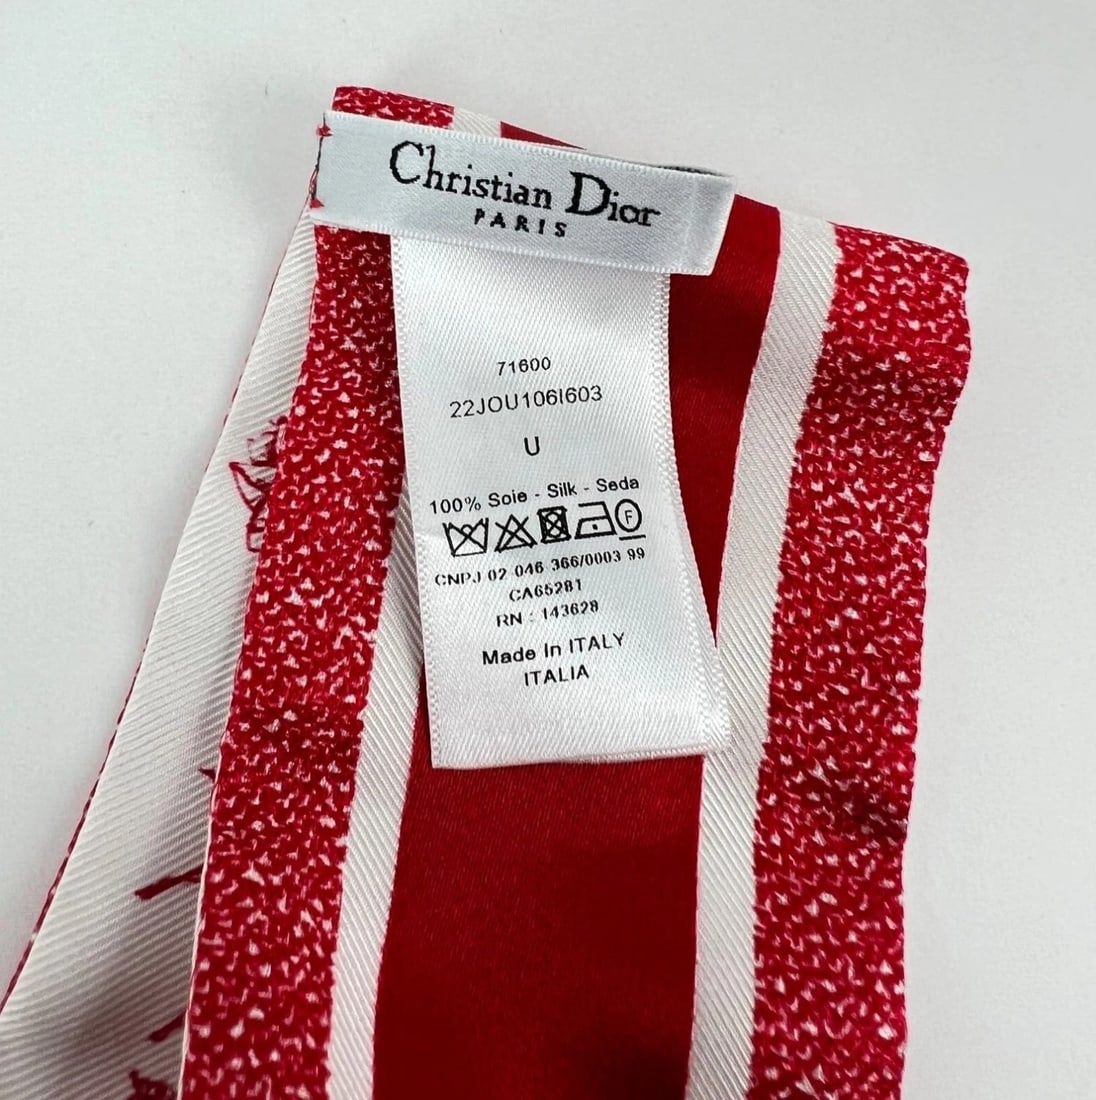 Christian Dior
PARIS
71600
22JOU106I603
U
100% Soie - Silk - Seda
F
CNPJ 02 046 366/0003 99
CA65281
RN : 143628
Made In ITALY
ITALIA